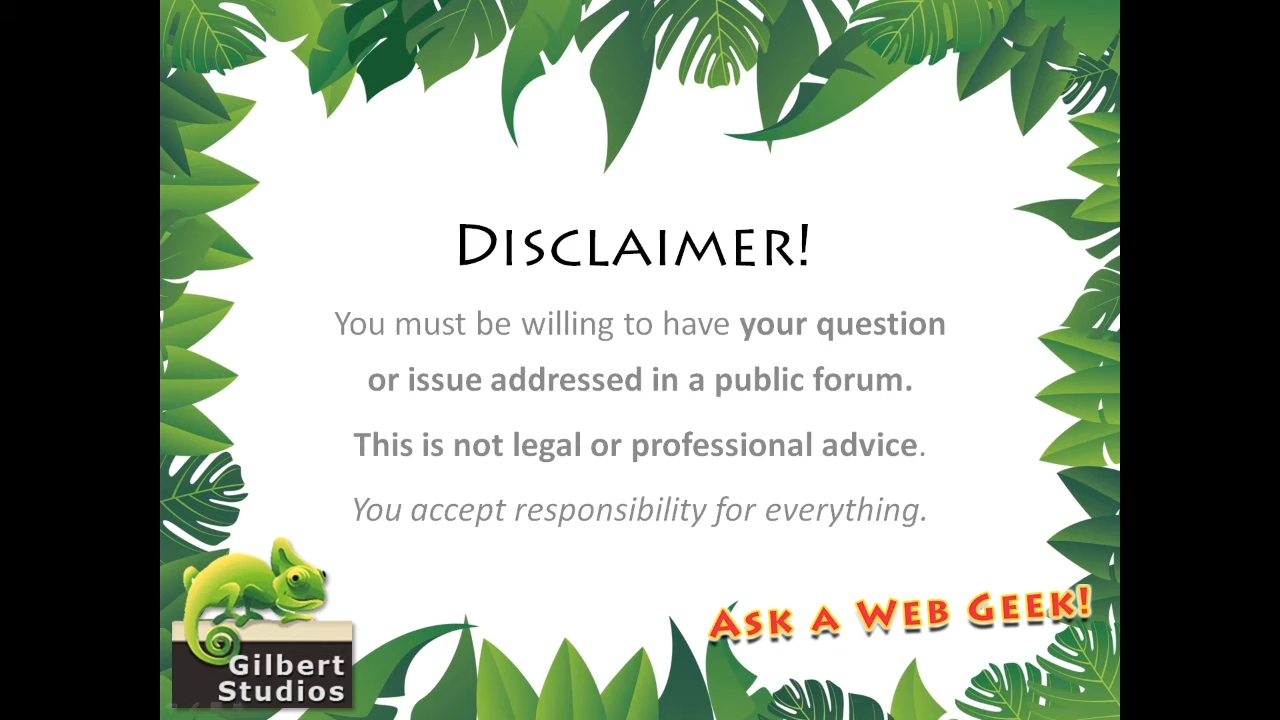 DISCLAIMER!
You must be willing to have your question
or issue addressed in a public forum.
This is not legal or professional advice.
You accept responsibility for everything.
ASK A WEB GEEK!
Gilbert
Studios